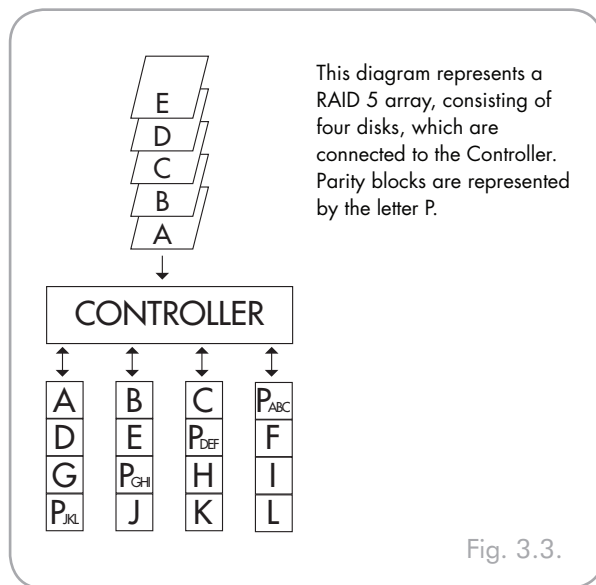 E
D
C
B
A
This diagram represents a
RAID 5 array, consisting of
four disks, which are
connected to the Controller.
Parity blocks are represented
by the letter P.
CONTROLLER
A B C PABC
D E PDEF F
G PGHI H I
PJKL J K L
Fig. 3.3.